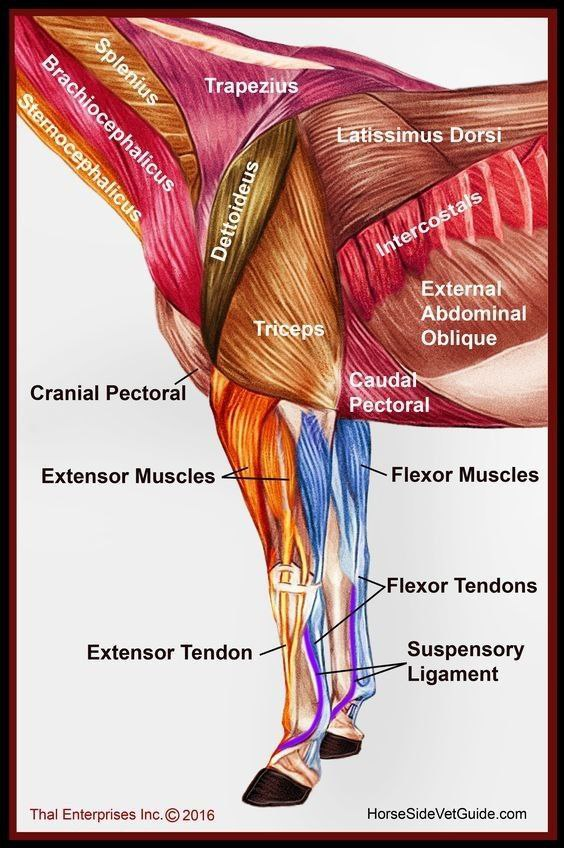 Splenius
Trapezius
Brachiocephalicus
Sternocephalicus
Latissimus Dorsi
Dettoideus
Intercostals
External
Abdominal
Oblique
Triceps
Caudal
Pectoral
Cranial Pectoral
Extensor Muscles
Flexor Muscles
Flexor Tendons
Extensor Tendon
Suspensory
Ligament
Thal Enterprises Inc. © 2016
HorseSideVetGuide.com